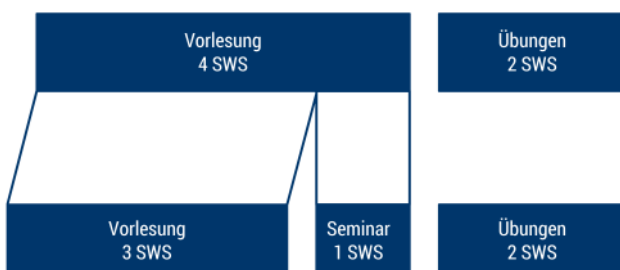 Vorlesung
4 SWS
Übungen
2 SWS
Vorlesung
3 SWS
Seminar
1 SWS
Übungen
2 SWS